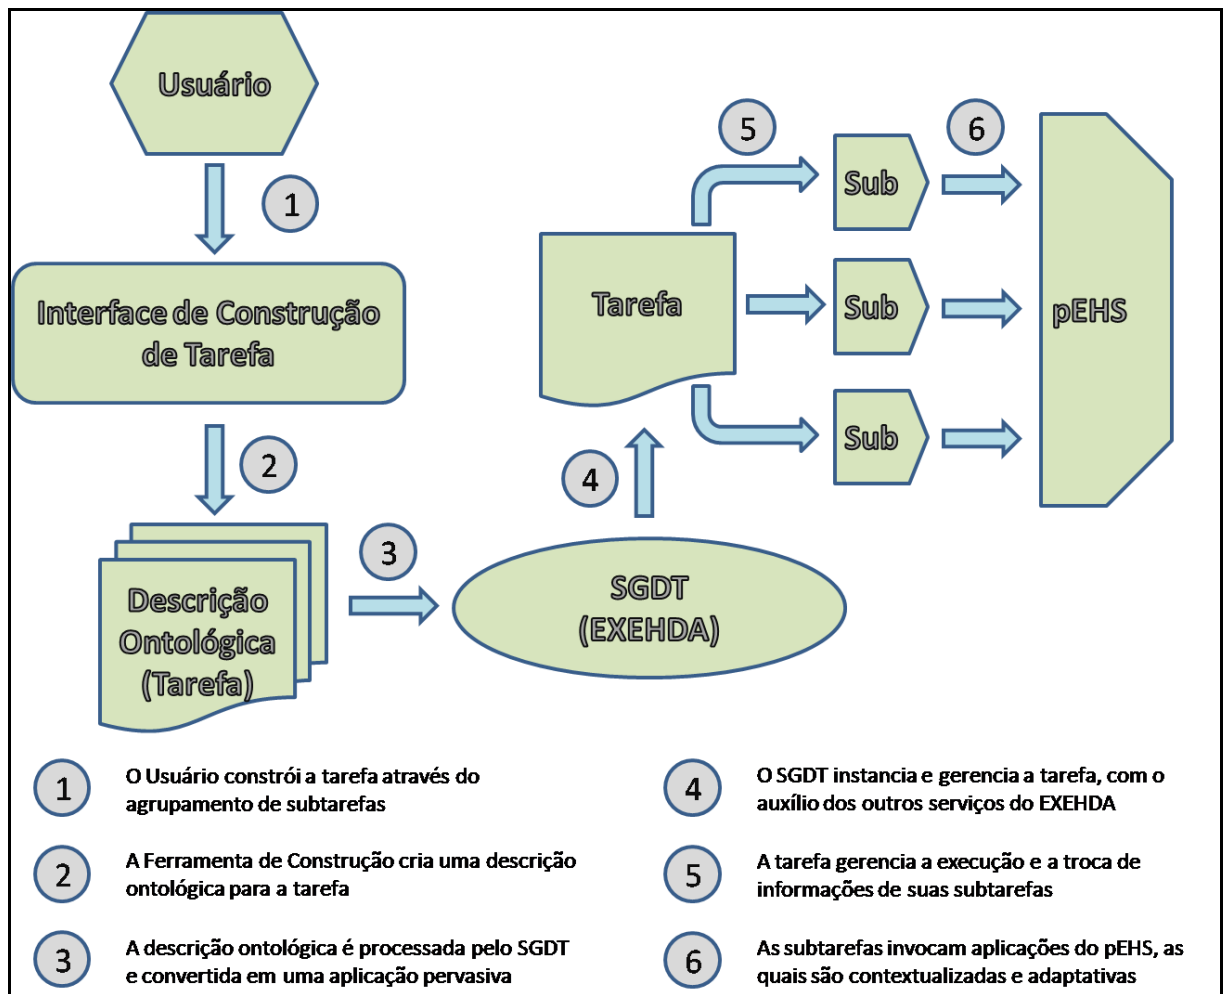 Usuário
1
Interface de Construção
de Tarefa
2
Descrição
Ontológica
(Tarefa)
3
SGDT
(EXEHDA)
4
Tarefa
5
Sub
Sub
Sub
6
pEHS
1
O Usuário constrói a tarefa através do
agrupamento de subtarefas
2
A Ferramenta de Construção cria uma descrição
ontológica para a tarefa
3
A descrição ontológica é processada pelo SGDT
e convertida em uma aplicação pervasiva
4
O SGDT instancia e gerencia a tarefa, com o
auxílio dos outros serviços do EXEHDA
5
A tarefa gerencia a execução e a troca de
informações de suas subtarefas
6
As subtarefas invocam aplicações do pEHS, as
quais são contextualizadas e adaptativas